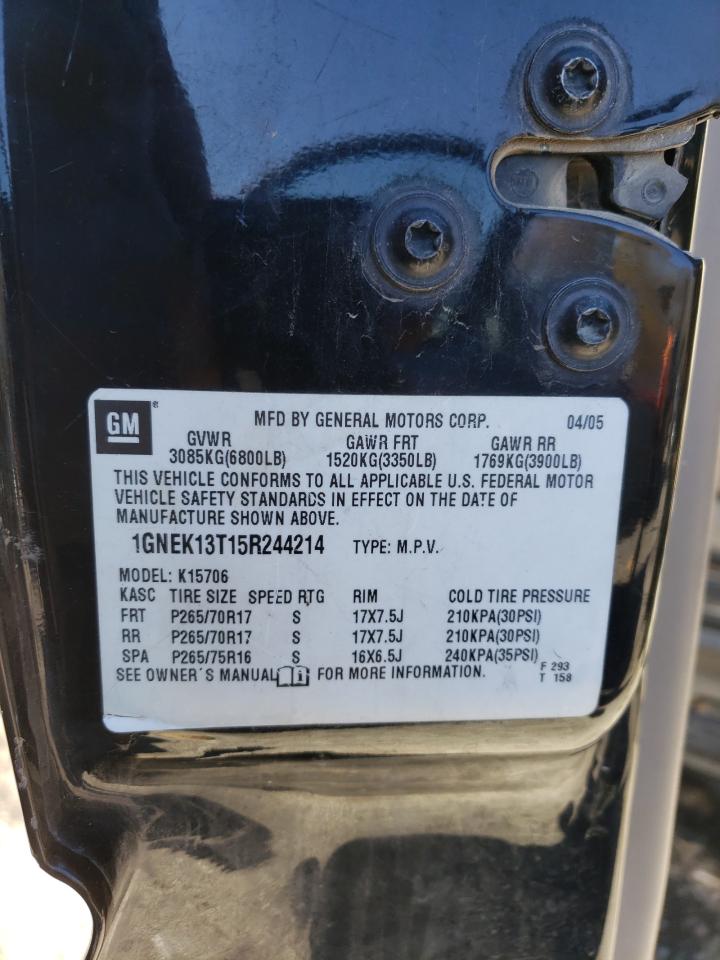 GM ®
MFD BY GENERAL MOTORS CORP. 04/05
GVWR GAWR FRT GAWR RR
3085KG(6800LB) 1520KG(3350LB) 1769KG(3900LB)
THIS VEHICLE CONFORMS TO ALL APPLICABLE U.S. FEDERAL MOTOR
VEHICLE SAFETY STANDARDS IN EFFECT ON THE DATE OF
MANUFACTURE SHOWN ABOVE.
1GNEK13T15R244214 TYPE: M.P.V.
MODEL: K15706
KASC TIRE SIZE SPEED RTG RIM COLD TIRE PRESSURE
FRT P265/70R17 S 17X7.5J 210KPA(30PSI)
RR P265/70R17 S 17X7.5J 210KPA(30PSI)
SPA P265/75R16 S 16X6.5J 240KPA(35PSI)
SEE OWNER'S MANUAL i FOR MORE INFORMATION.
F 293
T 158